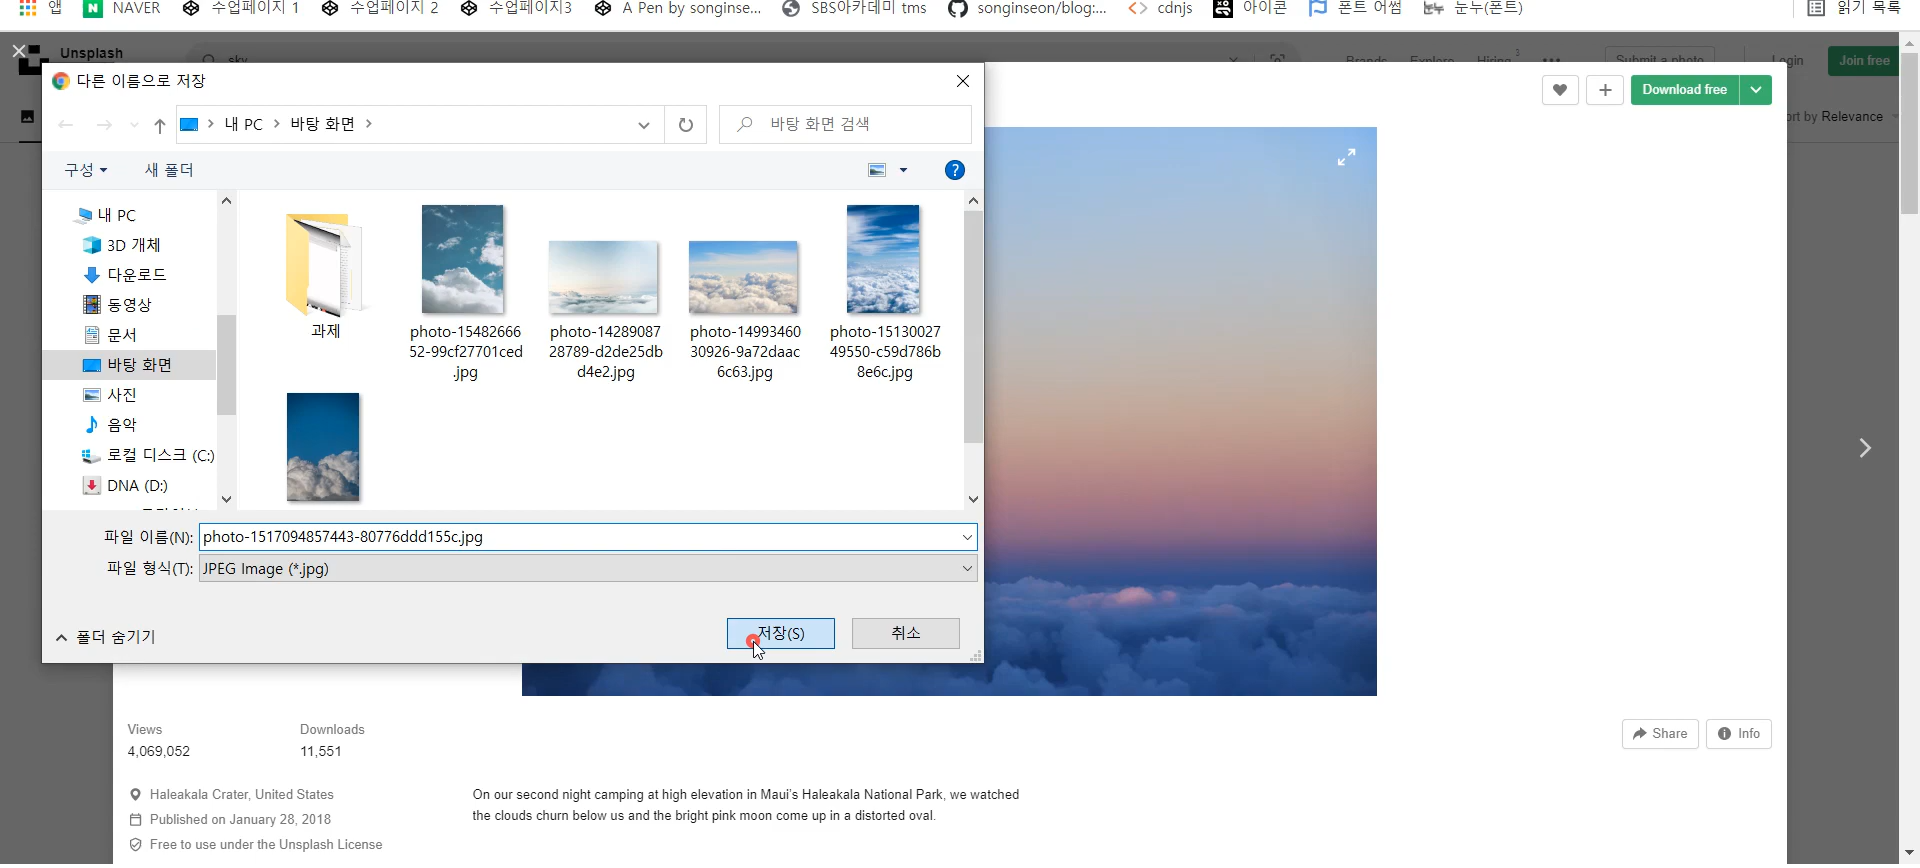 앱 NAVER 수업페이지 1 수업페이지 2 수업페이지3 A Pen by songinse... SBS아카데미 tms songinseon/blog:... cdnjs 아이콘 폰트 어썸 눈누(폰트) 읽기 목록
Unsplash
sky
Brands Explore Hiring 3 Submit a photo Login Join free
다른 이름으로 저장
Download free
내 PC 바탕 화면
바탕 화면 검색
ort by Relevance
구성 새 폴더
내 PC
3D 개체
다운로드
동영상
문서
바탕 화면
사진
음악
로컬 디스크 (C:)
DNA (D:)
과제
photo-15482666
52-99cf27701ced
.jpg
photo-14289087
28789-d2de25db
d4e2.jpg
photo-14993460
30926-9a72daac
6c63.jpg
photo-15130027
49550-c59d786b
8e6c.jpg
파일 이름(N): photo-1517094857443-80776ddd155c.jpg
파일 형식(T): JPEG Image (*.jpg)
폴더 숨기기
저장(S) 취소
Views Downloads
4,069,052 11,551
Share Info
Haleakala Crater, United States
Published on January 28, 2018
Free to use under the Unsplash License
On our second night camping at high elevation in Maui's Haleakala National Park, we watched
the clouds churn below us and the bright pink moon come up in a distorted oval.